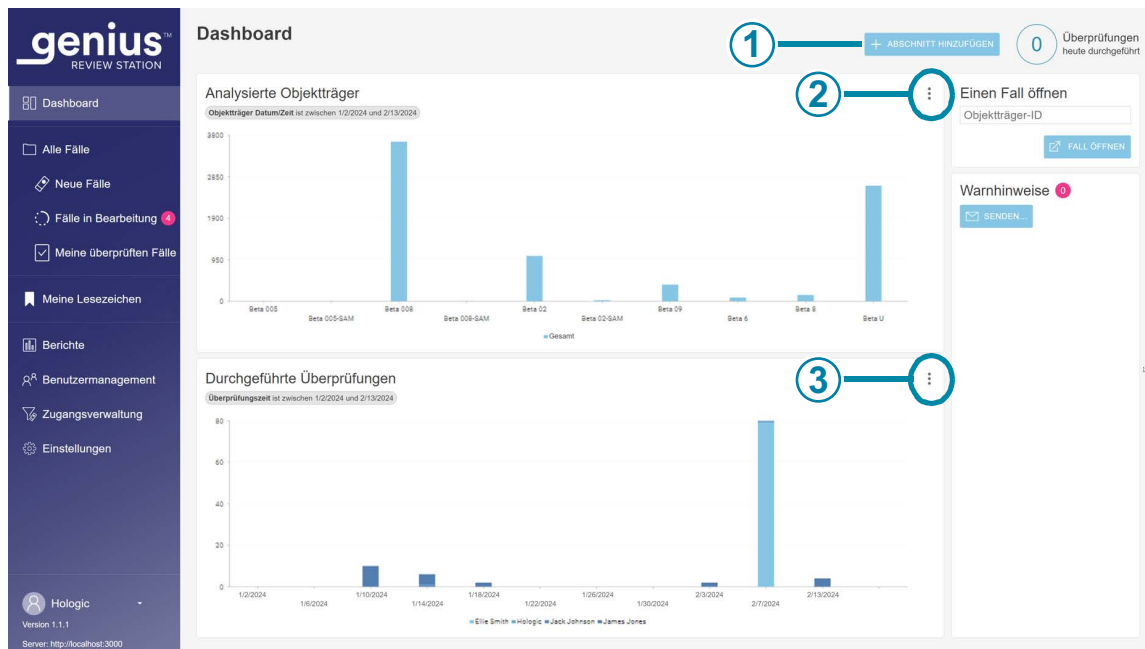 genius™
REVIEW STATION
Dashboard
Alle Fälle
Neue Fälle
Fälle in Bearbeitung 4
Meine überprüften Fälle
Meine Lesezeichen
Berichte
Benutzermanagement
Zugangsverwaltung
Einstellungen
Hologic
Version 1.1.1
Server: http://localhost:3000
Dashboard
1
+ ABSCHNITT HINZUFÜGEN
0 Überprüfungen
heute durchgeführt
Analysierte Objektträger
2
Objektträger Datum/Zeit ist zwischen 1/2/2024 und 2/13/2024
3800
2850
1900
950
0
Beta 005 Beta 008 Beta 02 Beta 09 Beta 8
Beta 005-SAM Beta 008-SAM Beta 02-SAM Beta 6 Beta U
Gesamt
Durchgeführte Überprüfungen
3
Überprüfungszeit ist zwischen 1/2/2024 und 2/13/2024
80
60
40
20
0
1/2/2024 1/10/2024 1/18/2024 1/26/2024 2/3/2024 2/13/2024
1/6/2024 1/14/2024 1/22/2024 1/30/2024 2/7/2024
Ellie Smith Hologic Jack Johnson James Jones
Einen Fall öffnen
Objektträger-ID
FALL ÖFFNEN
Warnhinweise 0
SENDEN...